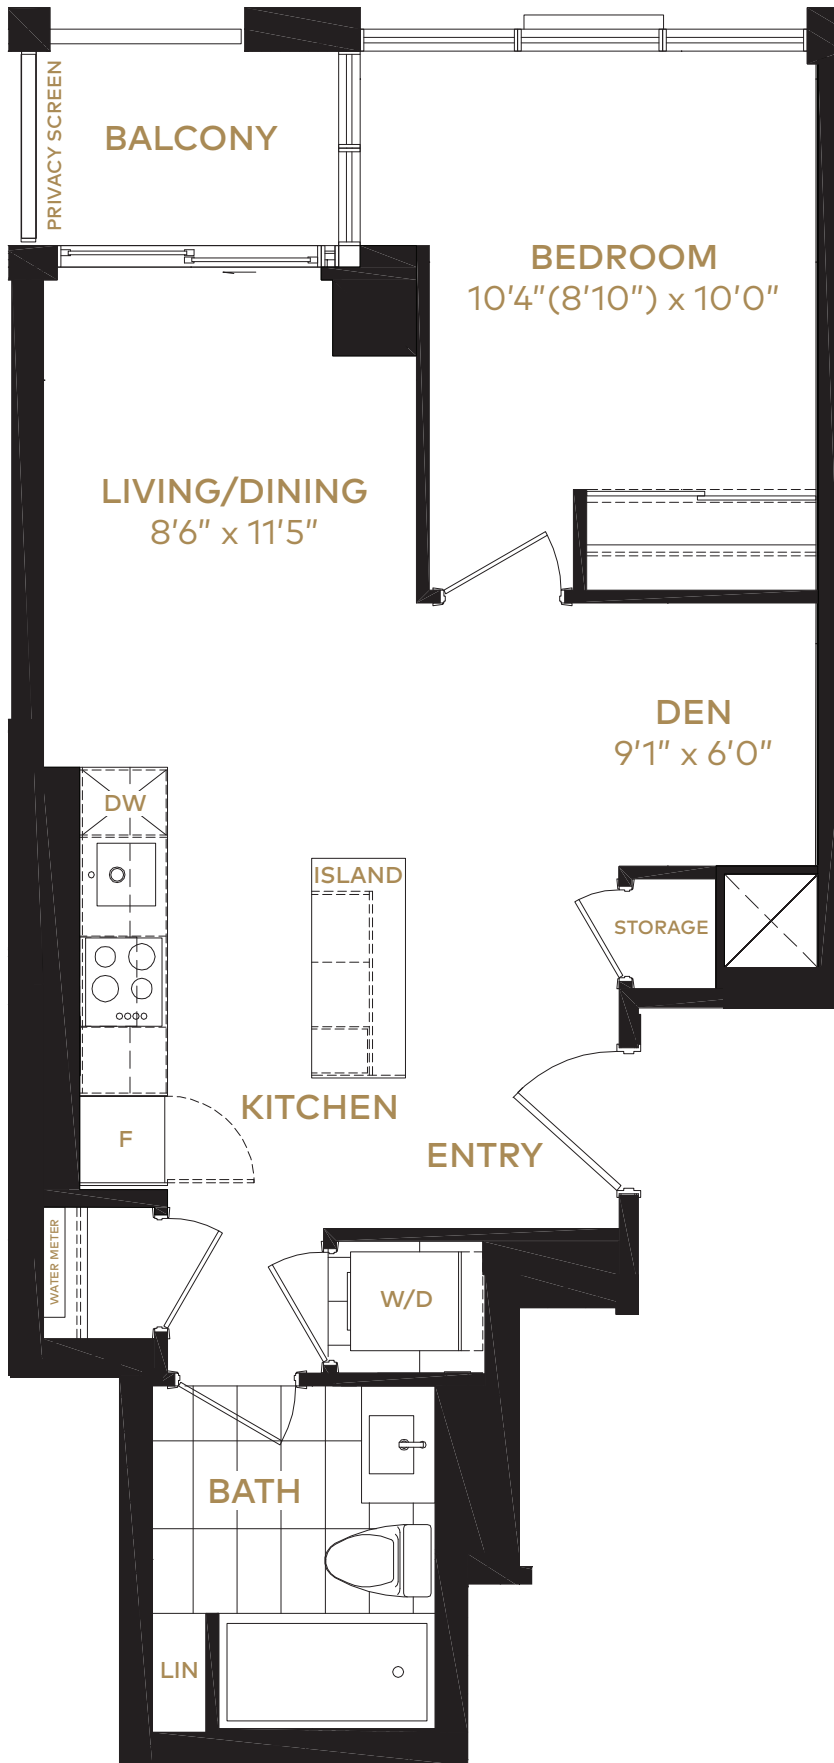 PRIVACY SCREEN
BALCONY
BEDROOM
10'4"(8'10") x 10'0"
LIVING/DINING
8'6" x 11'5"
DEN
9'1" x 6'0"
DW
ISLAND
STORAGE
KITCHEN
F
ENTRY
WATER METER
W/D
BATH
LIN